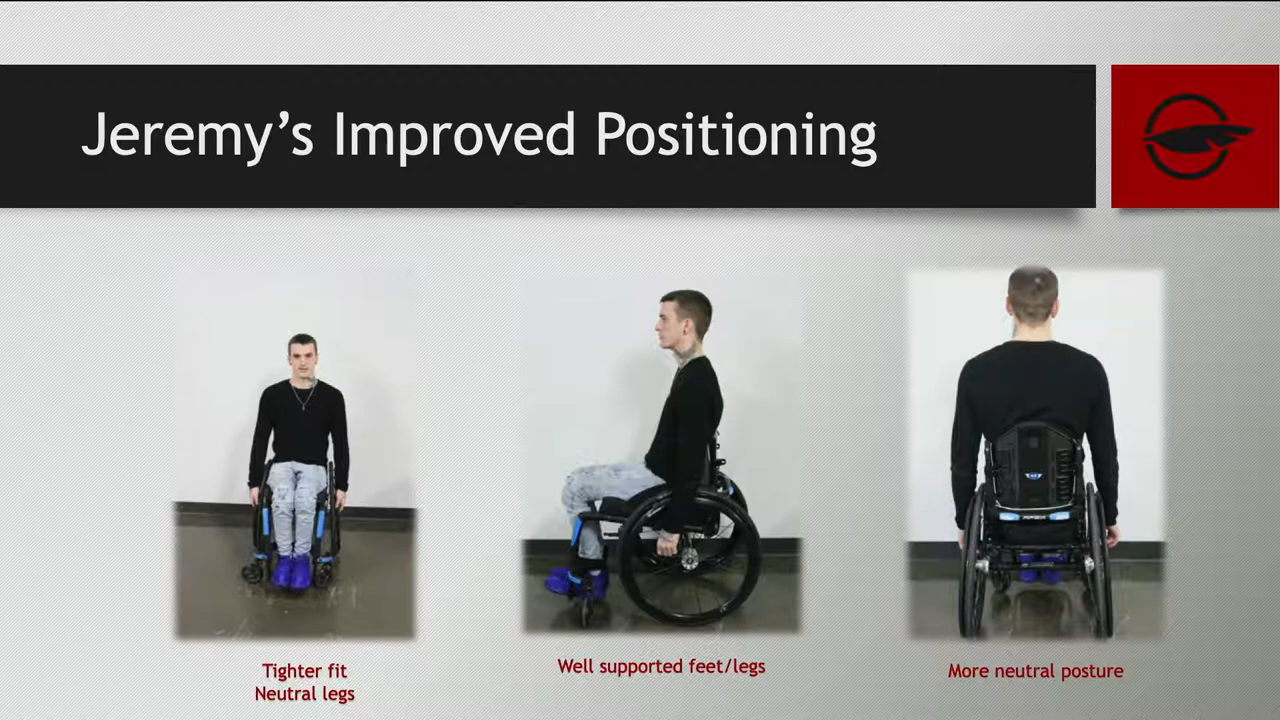 Jeremy’s Improved Positioning
Tighter fit
Neutral legs
Well supported feet/legs
More neutral posture